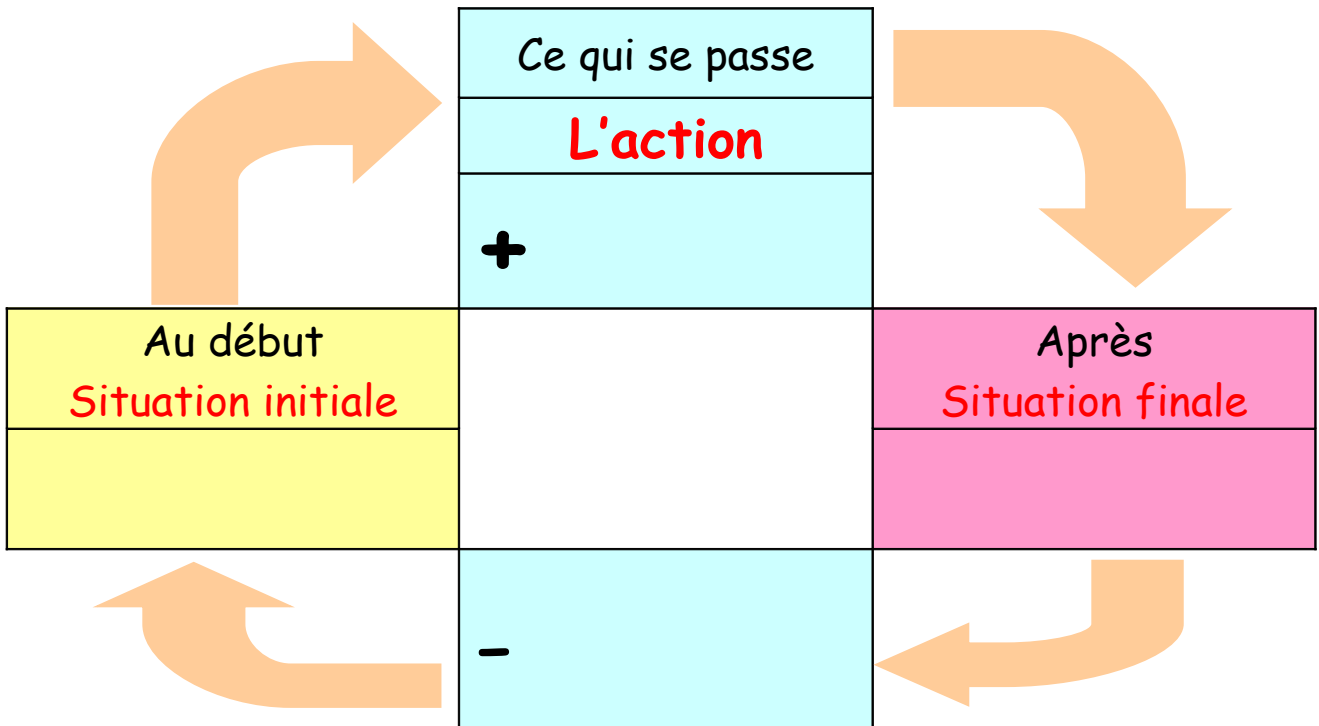 Ce qui se passe
L'action
+
Au début
Situation initiale
Après
Situation finale
-